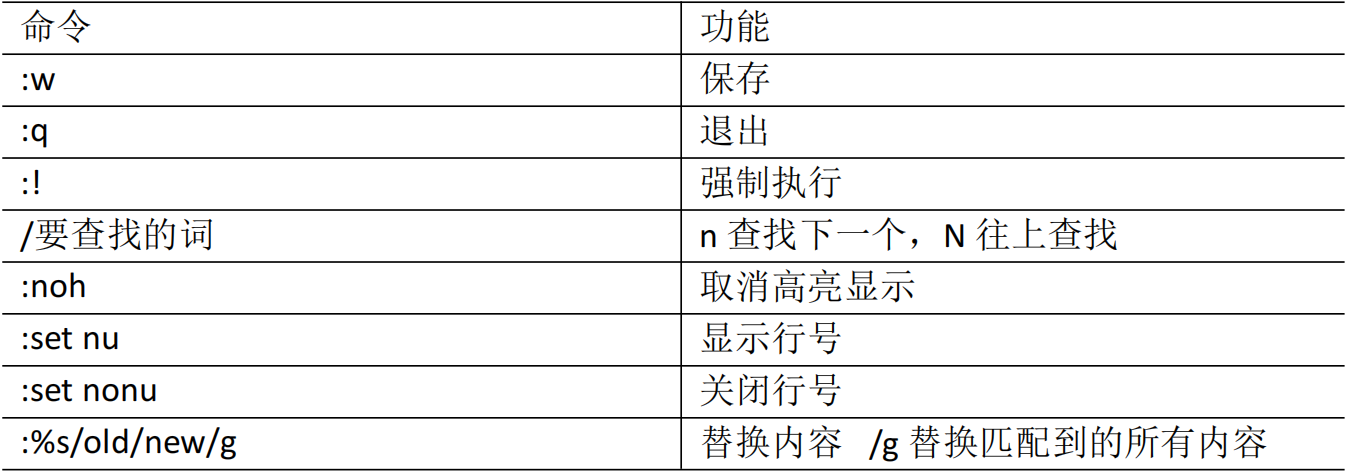 命令 功能
:w 保存
:q 退出
:! 强制执行
/要查找的词 n 查找下一个，N 往上查找
:noh 取消高亮显示
:set nu 显示行号
:set nonu 关闭行号
:%s/old/new/g 替换内容 /g 替换匹配到的所有内容